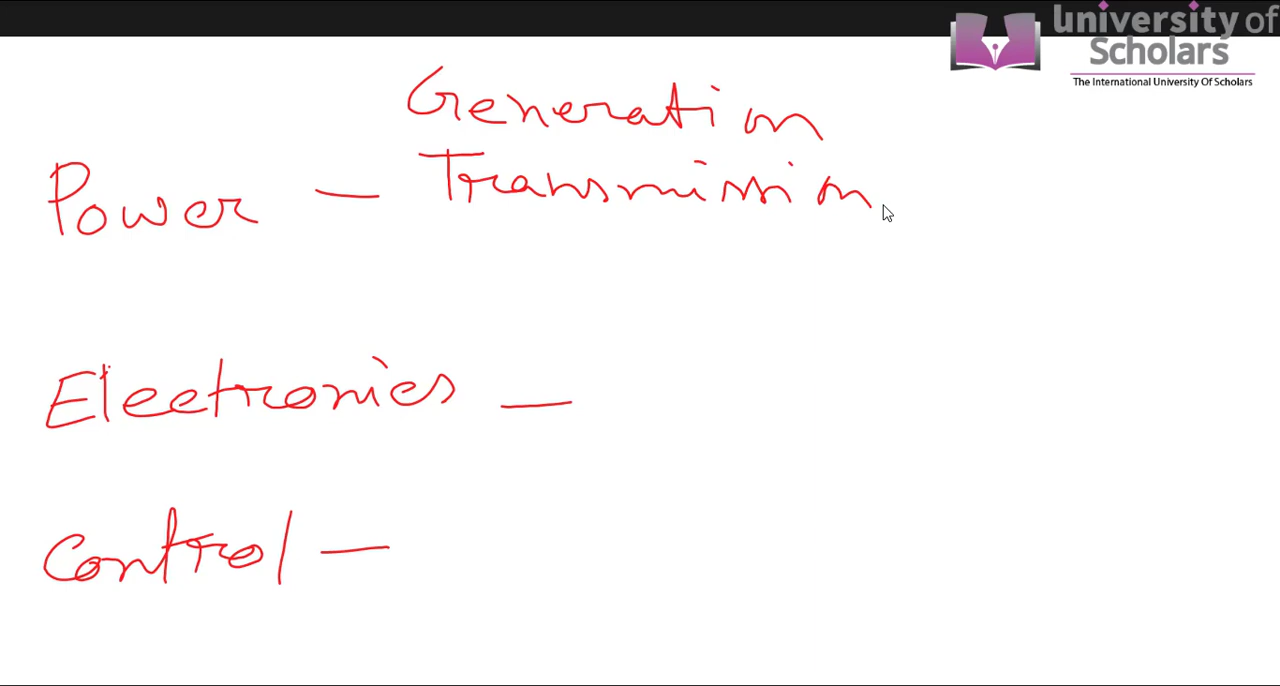 university of
Scholars
The International University Of Scholars
Generation
Power - Transmission
Electronics -
Control -